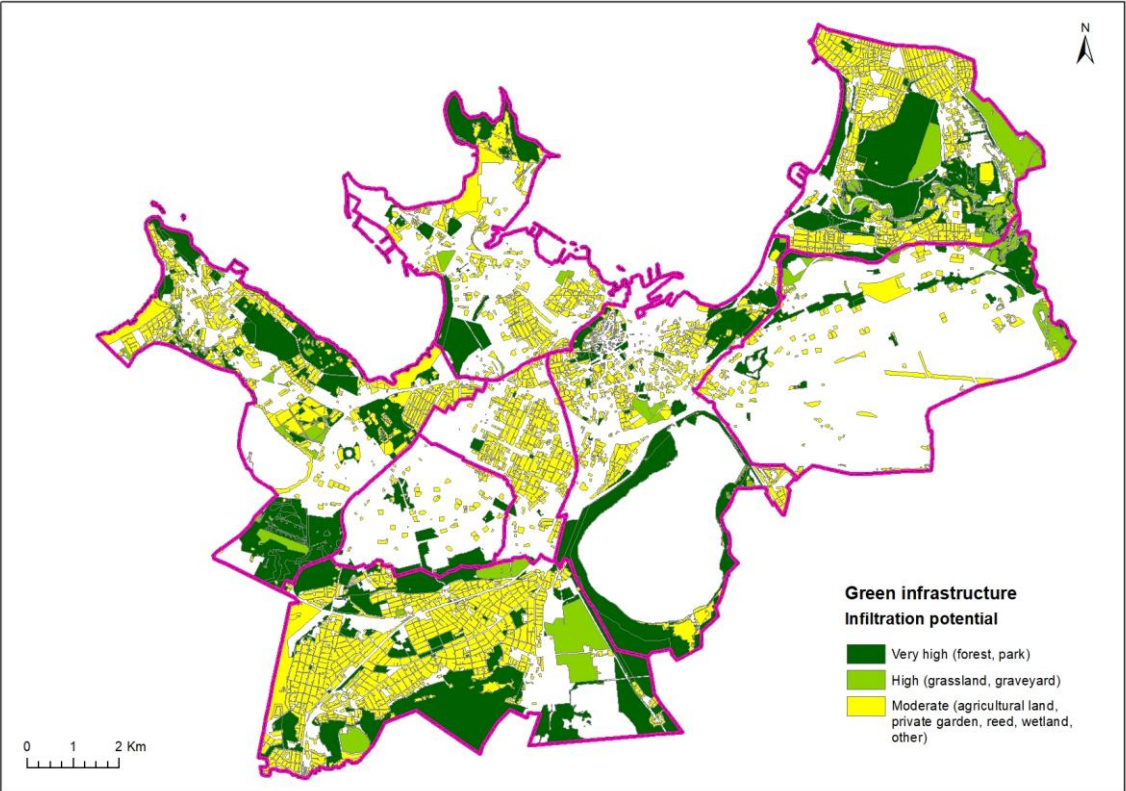 N
Green infrastructure
Infiltration potential
Very high (forest, park)
High (grassland, graveyard)
Moderate (agricultural land,
private garden, reed, wetland,
other)
0 1 2 Km